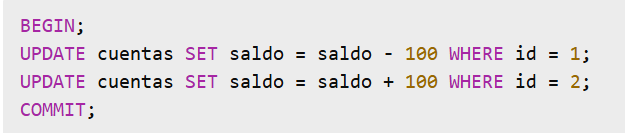 BEGIN;
UPDATE cuentas SET saldo = saldo - 100 WHERE id = 1;
UPDATE cuentas SET saldo = saldo + 100 WHERE id = 2;
COMMIT;